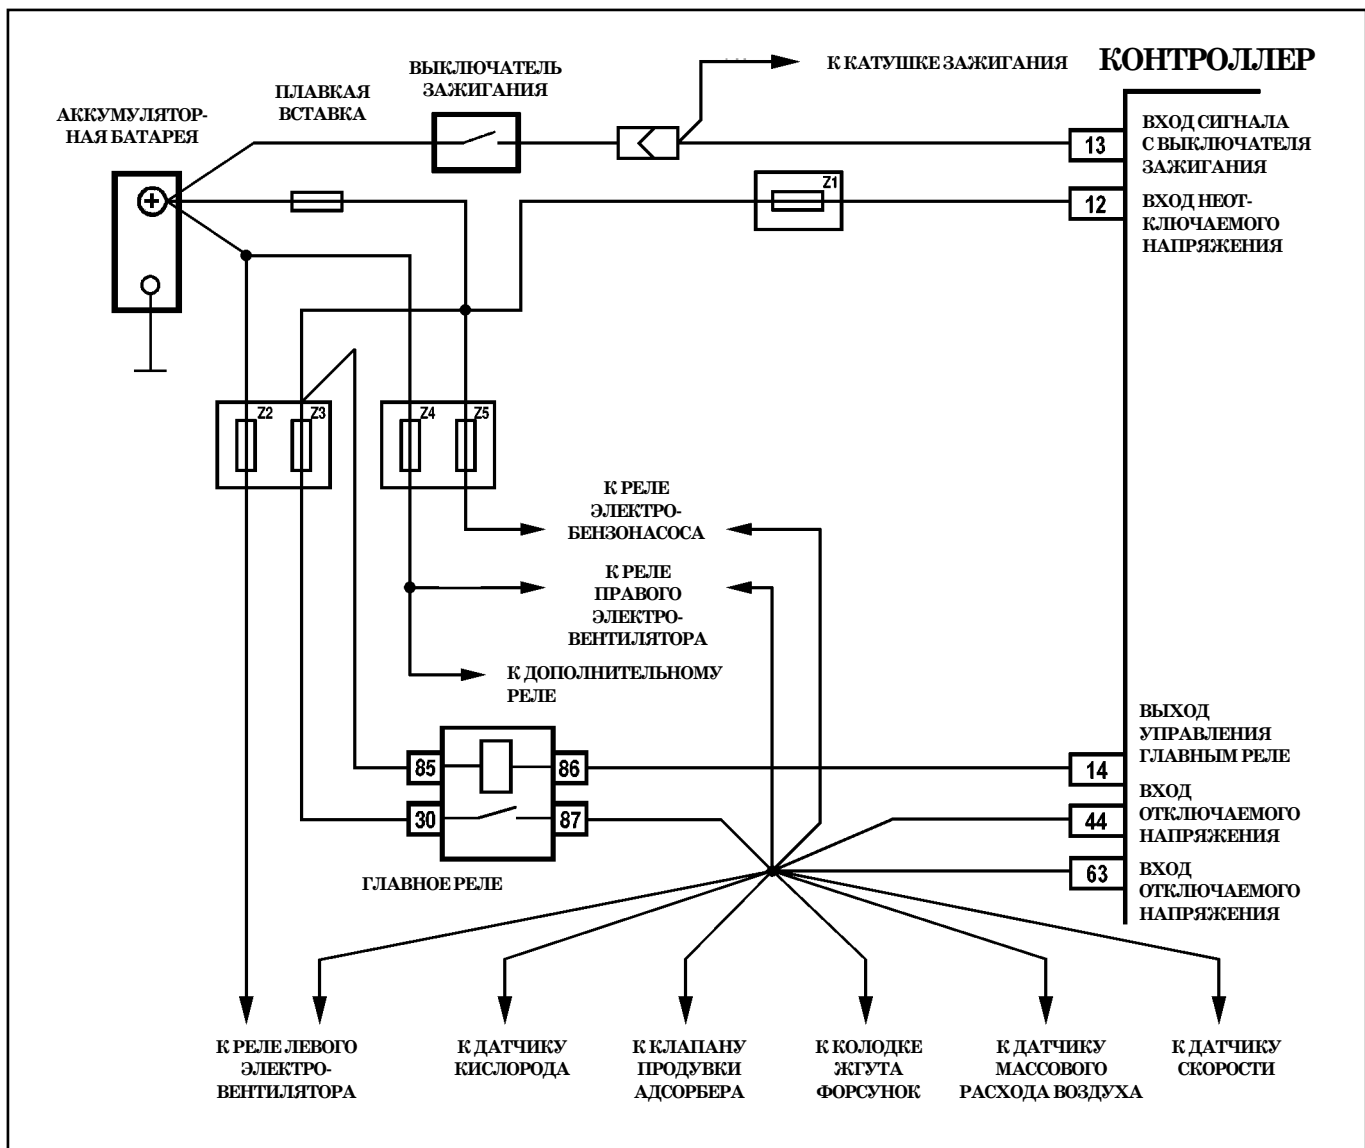 К КАТУШКЕ ЗАЖИГАНИЯ
КОНТРОЛЛЕР
ВЫКЛЮЧАТЕЛЬ
ЗАЖИГАНИЯ
ПЛАВКАЯ
ВСТАВКА
АККУМУЛЯТОР-
НАЯ БАТАРЕЯ
13
ВХОД СИГНАЛА
С ВЫКЛЮЧАТЕЛЯ
ЗАЖИГАНИЯ
Z1
12
ВХОД НЕОТ-
КЛЮЧАЕМОГО
НАПРЯЖЕНИЯ
Z2
Z3
Z4
Z5
К РЕЛЕ
ЭЛЕКТРО-
БЕНЗОНАСОСА
К РЕЛЕ
ПРАВОГО
ЭЛЕКТРО-
ВЕНТИЛЯТОРА
К ДОПОЛНИТЕЛЬНОМУ
РЕЛЕ
85
86
30
87
ГЛАВНОЕ РЕЛЕ
14
ВЫХОД
УПРАВЛЕНИЯ
ГЛАВНЫМ РЕЛЕ
44
ВХОД
ОТКЛЮЧАЕМОГО
НАПРЯЖЕНИЯ
63
ВХОД
ОТКЛЮЧАЕМОГО
НАПРЯЖЕНИЯ
К РЕЛЕ ЛЕВОГО
ЭЛЕКТРО-
ВЕНТИЛЯТОРА
К ДАТЧИКУ
КИСЛОРОДА
К КЛАПАНУ
ПРОДУВКИ
АДСОРБЕРА
К КОЛОДКЕ
ЖГУТА
ФОРСУНОК
К ДАТЧИКУ
МАССОВОГО
РАСХОДА ВОЗДУХА
К ДАТЧИКУ
СКОРОСТИ